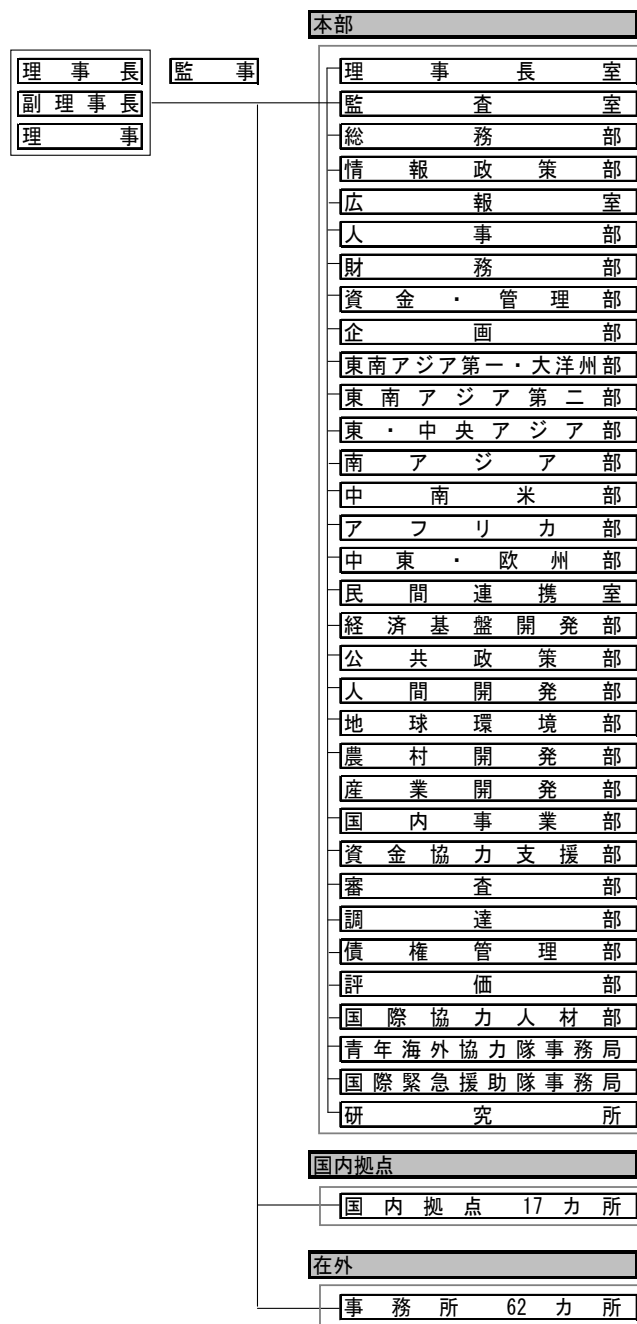 本部
理事長 監事
副理事長
理事
理事長室
監査室
総務部
情報政策部
広報室
人事部
財務部
資金・管理部
企画部
東南アジア第一・大洋州部
東南アジア第二部
東・中央アジア部
南アジア部
中南米部
アフリカ部
中東・欧州部
民間連携室
経済基盤開発部
公共政策部
人間開発部
地球環境部
農村開発部
産業開発部
国内事業部
資金協力支援部
審査部
調達部
債権管理部
評価部
国際協力人材部
青年海外協力隊事務局
国際緊急援助隊事務局
研究所
国内拠点
国内拠点 17カ所
在外
事務所 62カ所